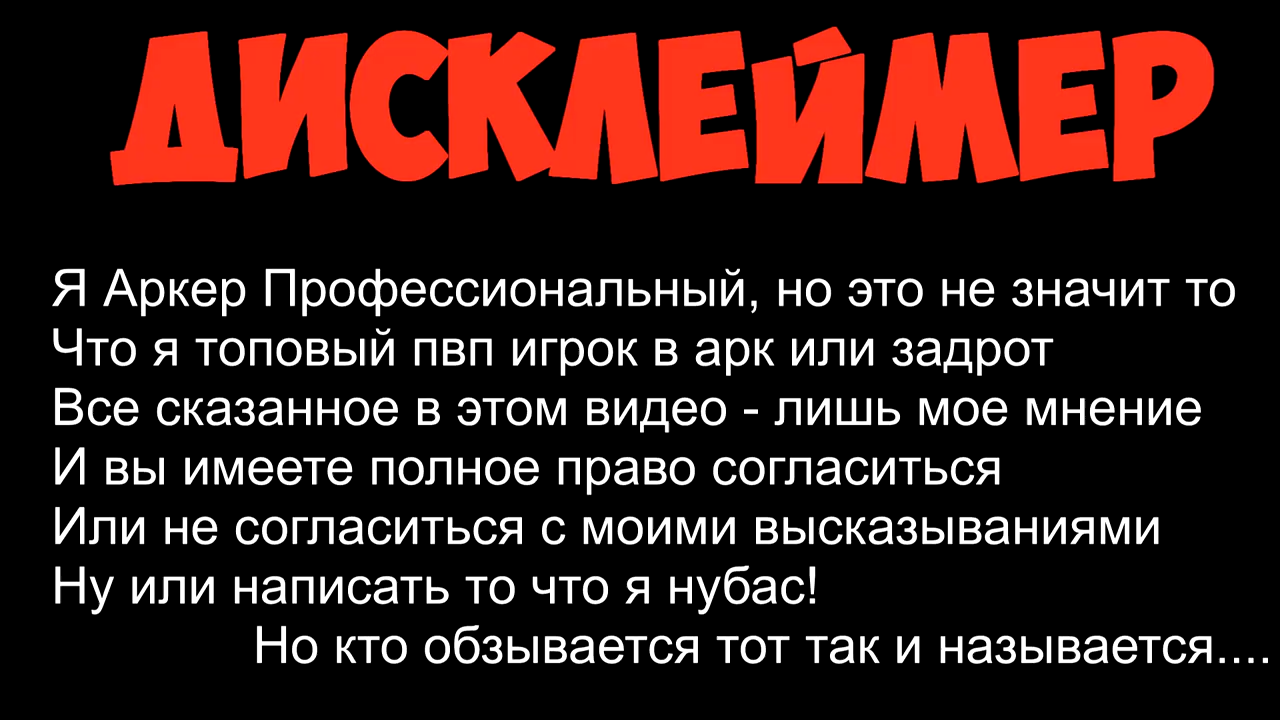 ДИСКЛЕЙМЕР
Я Аркер Профессиональный, но это не значит то
Что я топовый пвп игрок в арк или задрот
Все сказанное в этом видео - лишь мое мнение
И вы имеете полное право согласиться
Или не согласиться с моими высказываниями
Ну или написать то что я нубас!
Но кто обзывается тот так и называется....